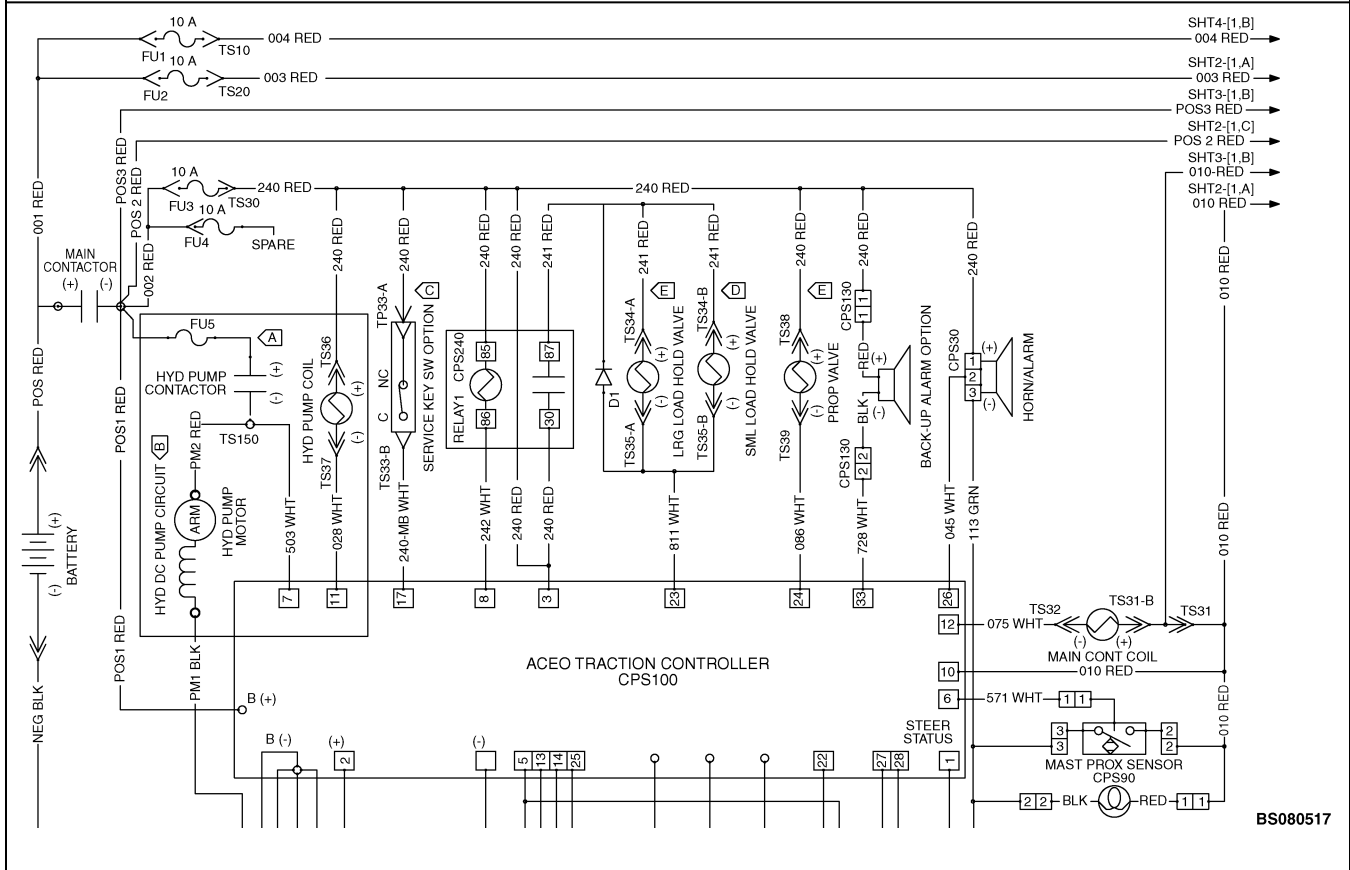 10 A
FU1
TS10
004 RED
SHT4-[1,B]
004 RED
10 A
FU2
TS20
003 RED
SHT2-[1,A]
003 RED
SHT3-[1,B]
POS3 RED
SHT2-[1,C]
POS 2 RED
SHT3-[1,B]
010-RED
SHT2-[1,A]
010 RED
001 RED
POS3 RED
POS 2 RED
002 RED
10 A
FU3
TS30
240 RED
240 RED
10 A
FU4
SPARE
MAIN
CONTACTOR
(+) (-)
POS RED
POS1 RED
POS1 RED
BATTERY
(+)
(-)
NEG BLK
FU5
A
HYD PUMP
CONTACTOR
(+)
(-)
TS150
PM2 RED
HYD DC PUMP CIRCUIT
B
ARM
HYD PUMP
MOTOR
PM1 BLK
503 WHT
7
240 RED
TS36
(+)
HYD PUMP COIL
(-)
TS37
028 WHT
11
240 RED
TP33-A
C
NC
C
SERVICE KEY SW OPTION
TS33-B
240-MB WHT
17
240 RED
240 RED
241 RED
RELAY1 CPS240
85
86
87
30
242 WHT
240 RED
240 RED
8
3
D1
241 RED
TS34-A
E
(+)
(-)
LRG LOAD HOLD VALVE
TS35-A
241 RED
TS34-B
D
(+)
(-)
SML LOAD HOLD VALVE
TS35-B
811 WHT
23
240 RED
TS38
E
(+)
(-)
PROP VALVE
TS39
086 WHT
24
240 RED
CPS130
1 1
RED
(+)
BLK
(-)
CPS130
2 2
728 WHT
33
BACK-UP ALARM OPTION
240 RED
CPS30
1
2
3
(+)
(-)
HORN/ALARM
045 WHT
113 GRN
26
010 RED
010 RED
010 RED
12
075 WHT
TS32
TS31-B
TS31
(-) (+)
MAIN CONT COIL
10
010 RED
6
571 WHT
1 1
3
3
2
2
MAST PROX SENSOR
CPS90
2 2
BLK
RED
1 1
ACEO TRACTION CONTROLLER
CPS100
B (+)
B (-)
(+)
2
(-)
5 13 14 25
22
27 28
STEER
STATUS
1
BS080517